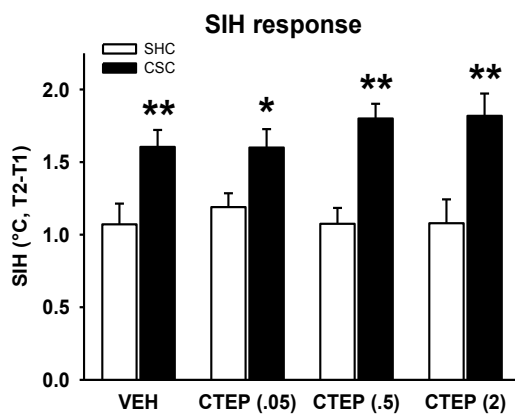 SIH response
SHC
CSC
SIH (°C, T2-T1)
2.0
1.5
1.0
0.5
0.0
** * ** **
VEH CTEP (.05) CTEP (.5) CTEP (2)